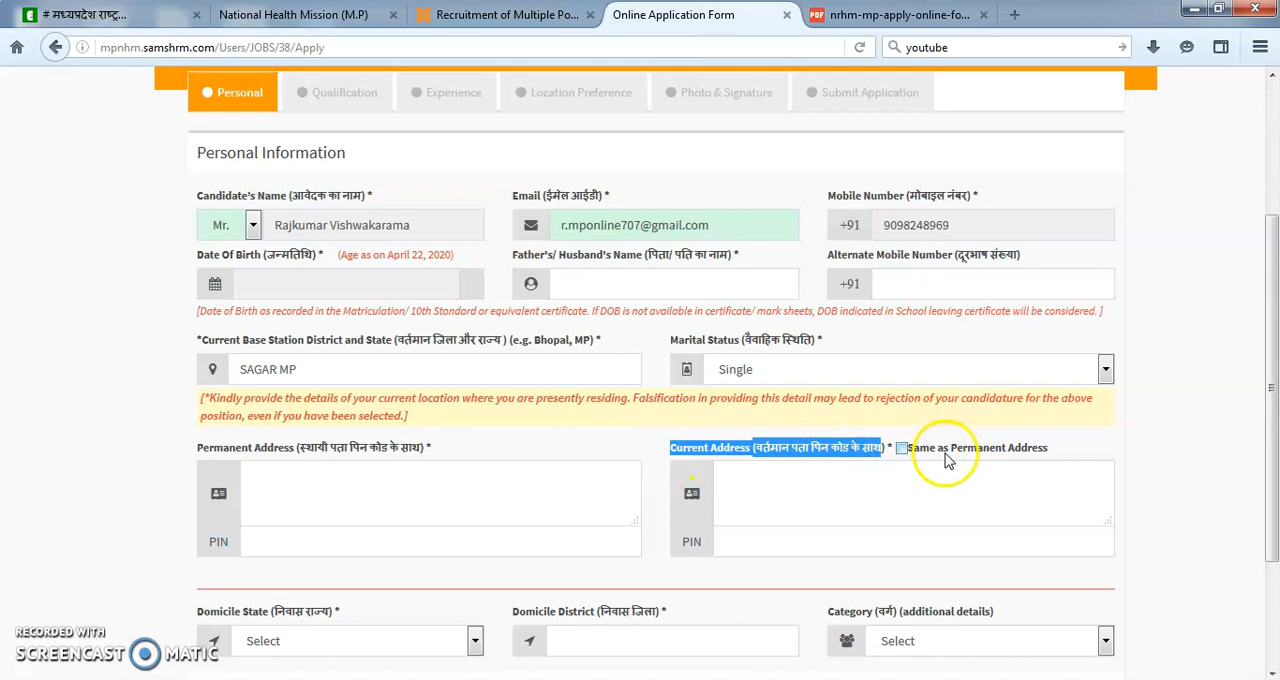 # मध्यप्रदेश राष्ट्र...
National Health Mission (M.P)
Recruitment of Multiple Po...
Online Application Form
PDF nrhm-mp-apply-online-fo...
mpnhm.samshrm.com/Users/JOBS/38/Apply
youtube
Personal
Qualification
Experience
Location Preference
Photo & Signature
Submit Application
Personal Information
Candidate's Name (आवेदक का नाम) *
Email (ईमेल आईडी) *
Mobile Number (मोबाइल नंबर) *
Mr.
Rajkumar Vishwakarama
r.mponline707@gmail.com
+91
9098248969
Date Of Birth (जन्मतिथि) *
(Age as on April 22, 2020)
Father's/ Husband's Name (पिता/ पति का नाम) *
Alternate Mobile Number (दूरभाष संख्या)
+91
[Date of Birth as recorded in the Matriculation/ 10th Standard or equivalent certificate. If DOB is not available in certificate/ mark sheets, DOB indicated in School leaving certificate will be considered. ]
*Current Base Station District and State (वर्तमान जिला और राज्य ) (e.g. Bhopal, MP) *
Marital Status (वैवाहिक स्थिति) *
SAGAR MP
Single
[*Kindly provide the details of your current location where you are presently residing. Falsification in providing this detail may lead to rejection of your candidature for the above
position, even if you have been selected.]
Permanent Address (स्थायी पता पिन कोड के साथ) *
Current Address (वर्तमान पता पिन कोड के साथ) *
Same as Permanent Address
PIN
PIN
Domicile State (निवास राज्य) *
Domicile District (निवास जिला) *
Category (वर्ग) (additional details)
Select
Select
RECORDED WITH
SCREENCAST MATIC